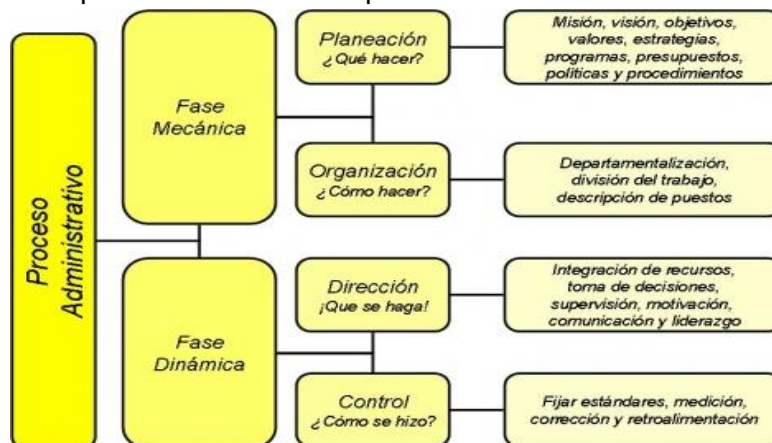 Proceso
Administrativo
Fase
Mecánica
Planeación
¿Qué hacer?
Misión, visión, objetivos,
valores, estrategias,
programas, presupuestos,
políticas y procedimientos
Organización
¿Cómo hacer?
Departamentalización,
división del trabajo,
descripción de puestos
Fase
Dinámica
Dirección
¡Que se haga!
Integración de recursos,
toma de decisiones,
supervisión, motivación,
comunicación y liderazgo
Control
¿Cómo se hizo?
Fijar estándares, medición,
corrección y retroalimentación